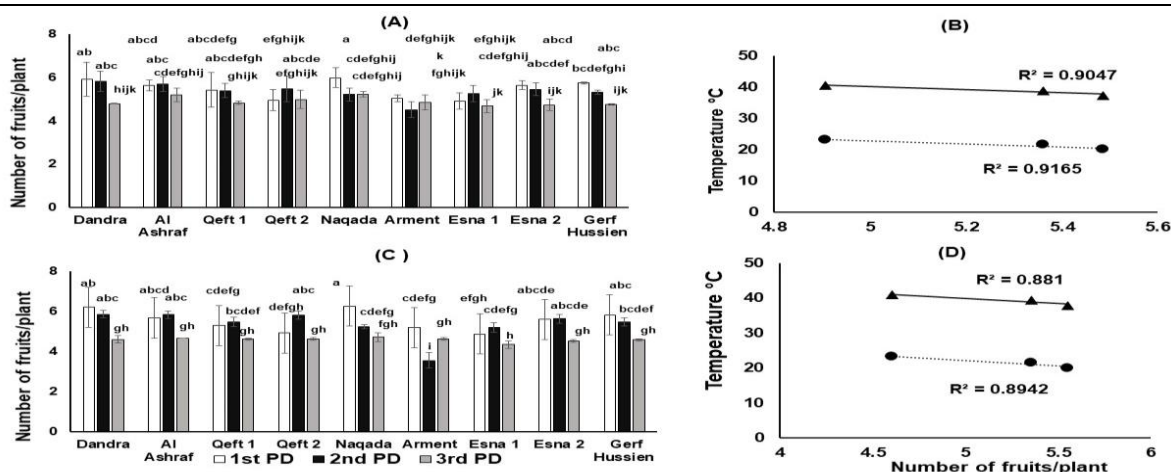 (A)
Number of fruits/plant
8
6
4
2
0
ab abcd abcdefg efghijk a defghijk efghijk abcd abc
abc abc abcdefgh abcde cdefghij k cdefghij abcdef bcdefghi
hijk cdefghij ghijk efghijk cdefghij fghijk jk ijk ijk
Dandra Al Ashraf Qeft 1 Qeft 2 Naqada Arment Esna 1 Esna 2 Gerf Hussien
(B)
Temperature °C
50
40
30
20
10
0
R² = 0.9047
R² = 0.9165
4.8 5 5.2 5.4 5.6
(C )
Number of fruits/plant
8
6
4
2
0
ab abcd cdefg defgh a cdefg efgh abcde abc
abc abc bcdef abc cdefg i cdefg abcde bcdef
gh gh gh gh fgh gh h gh gh
Dandra Al Ashraf Qeft 1 Qeft 2 Naqada Arment Esna 1 Esna 2 Gerf Hussien
1st PD 2nd PD 3rd PD
(D)
Temperature °C
50
40
30
20
10
0
R² = 0.881
R² = 0.8942
4 4.5 5 5.5 6
Number of fruits/plant